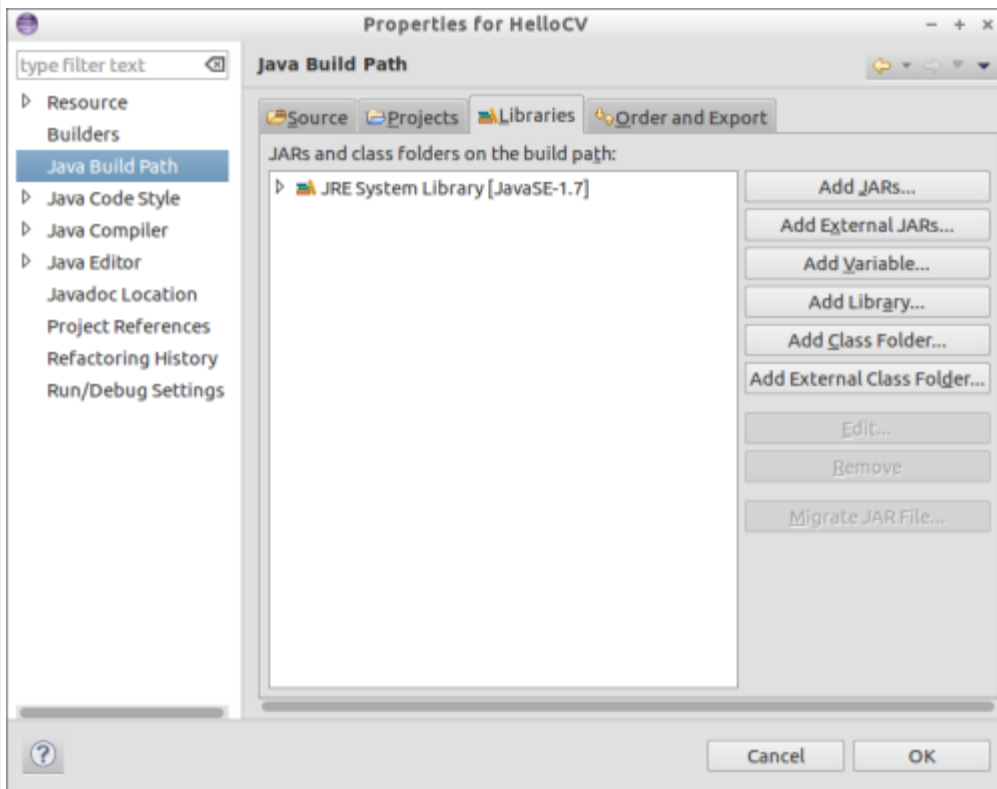 Properties for HelloCV
type filter text
Resource
Builders
Java Build Path
Java Code Style
Java Compiler
Java Editor
Javadoc Location
Project References
Refactoring History
Run/Debug Settings
Java Build Path
Source Projects Libraries Order and Export
JARs and class folders on the build path:
JRE System Library [JavaSE-1.7]
Add JARs...
Add External JARs...
Add Variable...
Add Library...
Add Class Folder...
Add External Class Folder...
Edit...
Remove
Migrate JAR File...
?
Cancel OK